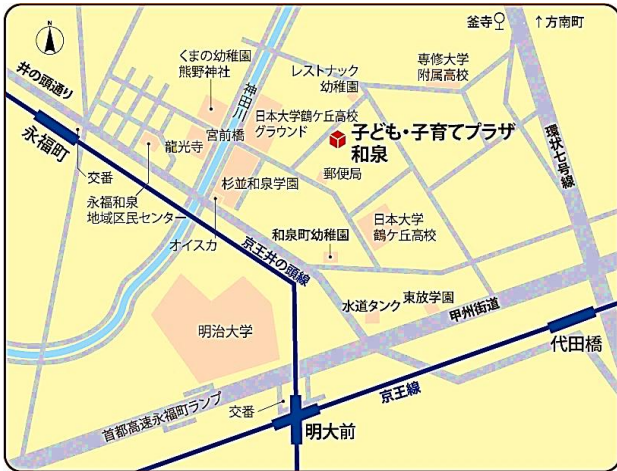 N
釜寺
↑方南町
くまの幼稚園
熊野神社
レストナック
幼稚園
専修大学
附属高校
井の頭通り
神田川
日本大学鶴ケ丘高校
グラウンド
子ども・子育てプラザ
和泉
環状七号線
永福町
龍光寺
宮前橋
交番
杉並和泉学園
郵便局
永福和泉
地域区民センター
日本大学
鶴ケ丘高校
オイスカ
和泉町幼稚園
京王井の頭線
水道タンク
東放学園
甲州街道
明治大学
代田橋
首都高速永福町ランプ
交番
京王線
明大前